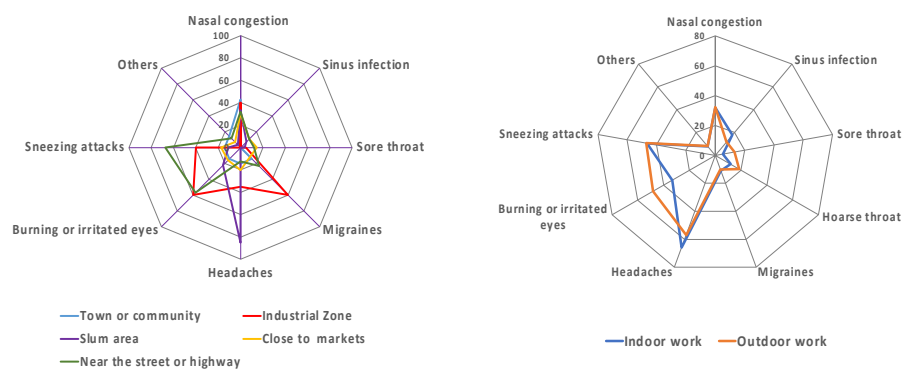 Nasal congestion
100
80
60
40
20
0
Sinus infection
Sore throat
Migraines
Headaches
Burning or irritated eyes
Sneezing attacks
Others
Town or community
Industrial Zone
Slum area
Close to markets
Near the street or highway
Nasal congestion
80
60
40
20
0
Sinus infection
Sore throat
Hoarse throat
Migraines
Headaches
Burning or irritated
eyes
Sneezing attacks
Others
Indoor work
Outdoor work